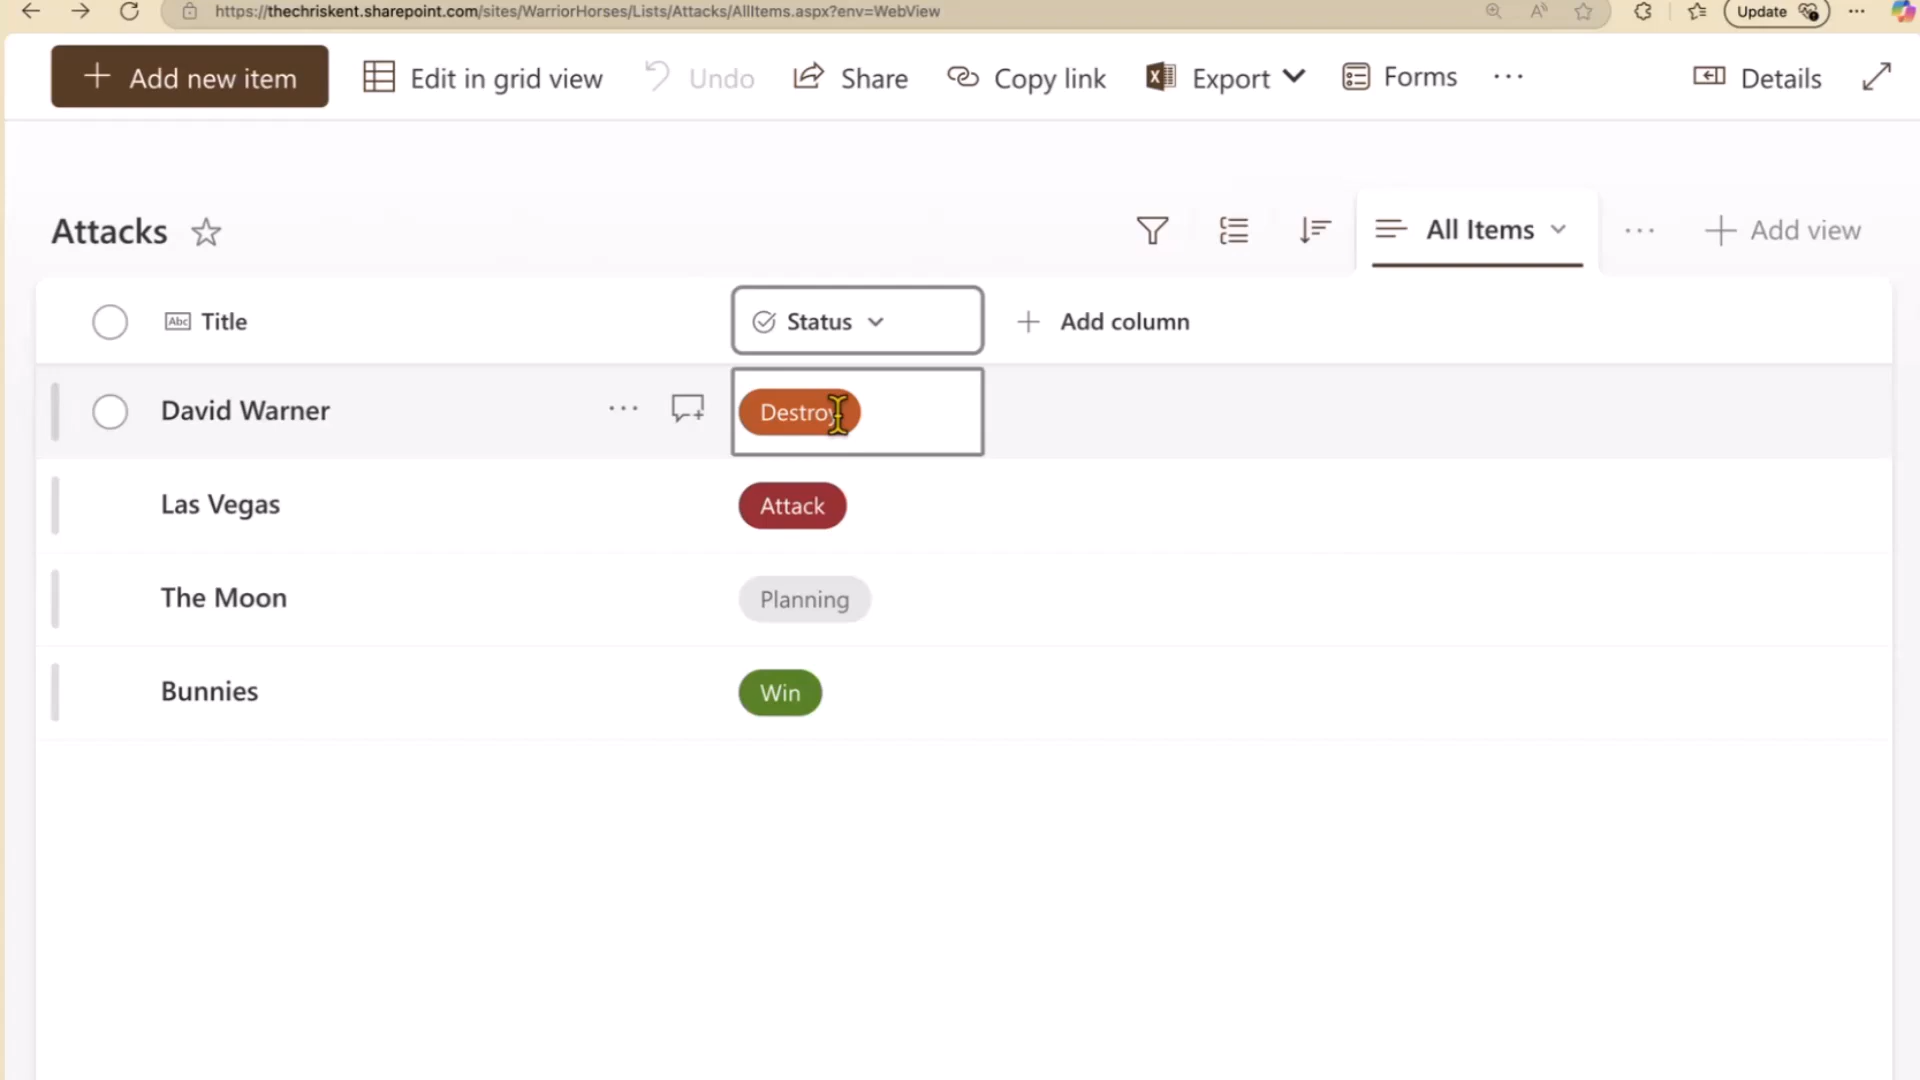 https://thechriskent.sharepoint.com/sites/WarriorHorses/Lists/Attacks/AllItems.aspx?env=WebView
Update
Add new item
Edit in grid view
Undo
Share
Copy link
Export
Forms
Details
Attacks
All Items
Add view
Abc Title
Status
Add column
David Warner
Destroy
Las Vegas
Attack
The Moon
Planning
Bunnies
Win